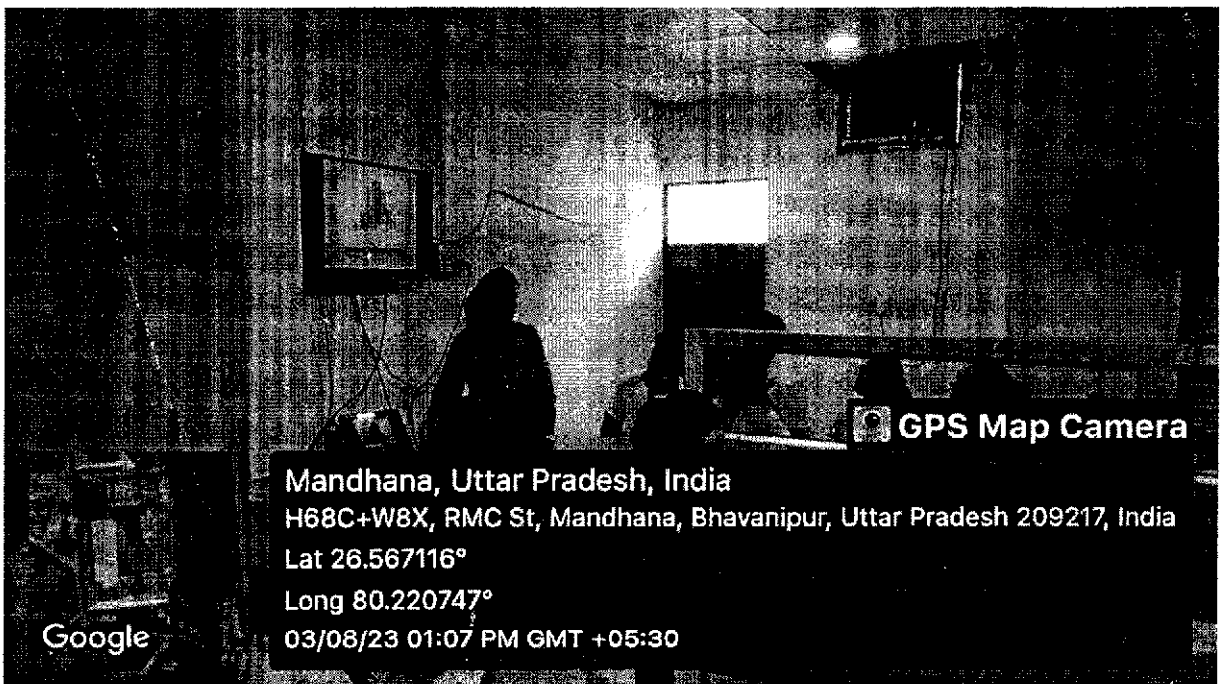 GPS Map Camera
Mandhana, Uttar Pradesh, India
H68C+W8X, RMC St, Mandhana, Bhavanipur, Uttar Pradesh 209217, India
Lat 26.567116°
Long 80.220747°
03/08/23 01:07 PM GMT +05:30
Google